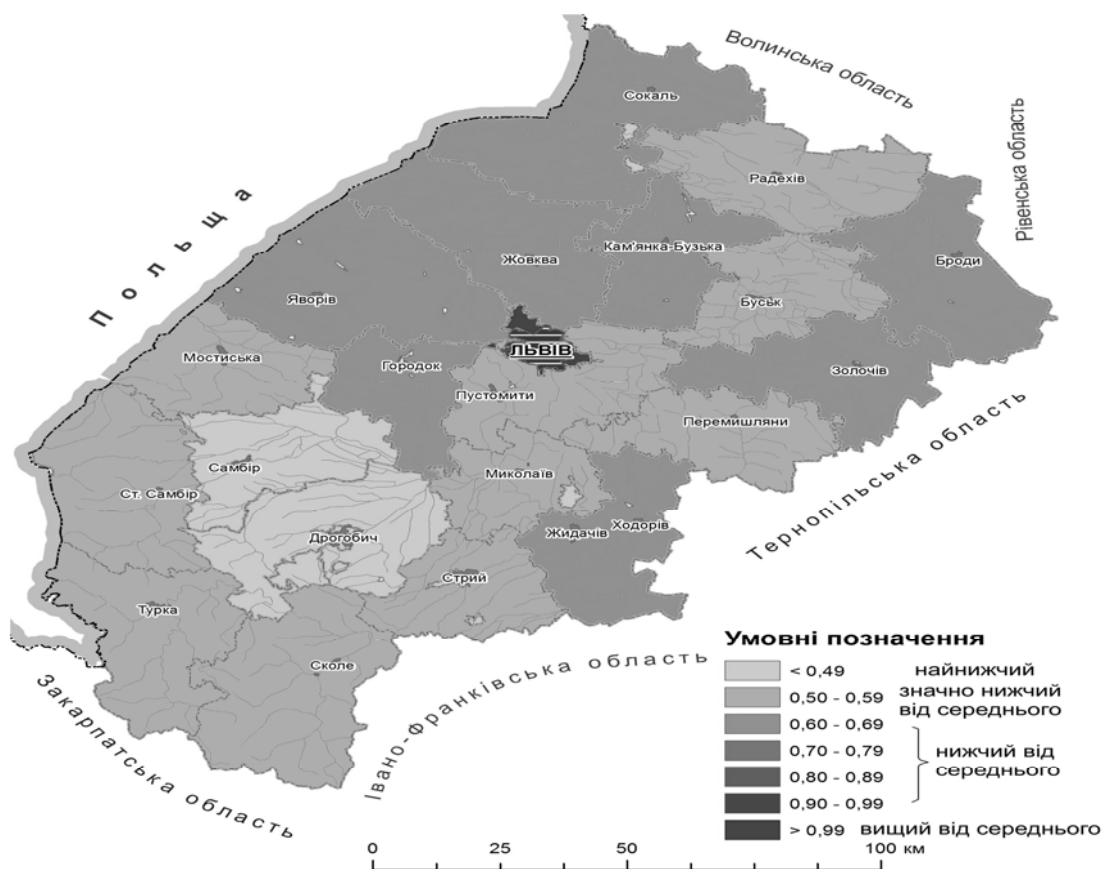 Волинська область
Рівенська область
Польща
Сокаль
Радехів
Кам'янка-Бузька
Жовква
Броди
Яворів
Буськ
ЛЬВІВ
Мостиська
Городок
Золочів
Пустомити
Перемишляни
Самбір
Миколаїв
Ст. Самбір
Ходорів
Дрогобич
Жидачів
Стрий
Турка
Сколе
Тернопільська область
Івано-Франківська область
Закарпатська область
Умовні позначення
< 0,49 найнижчий
0,50 - 0,59 значно нижчий
від середнього
0,60 - 0,69
0,70 - 0,79 нижчий від
0,80 - 0,89 середнього
0,90 - 0,99
> 0,99 вищий від середнього
0 25 50 100 км